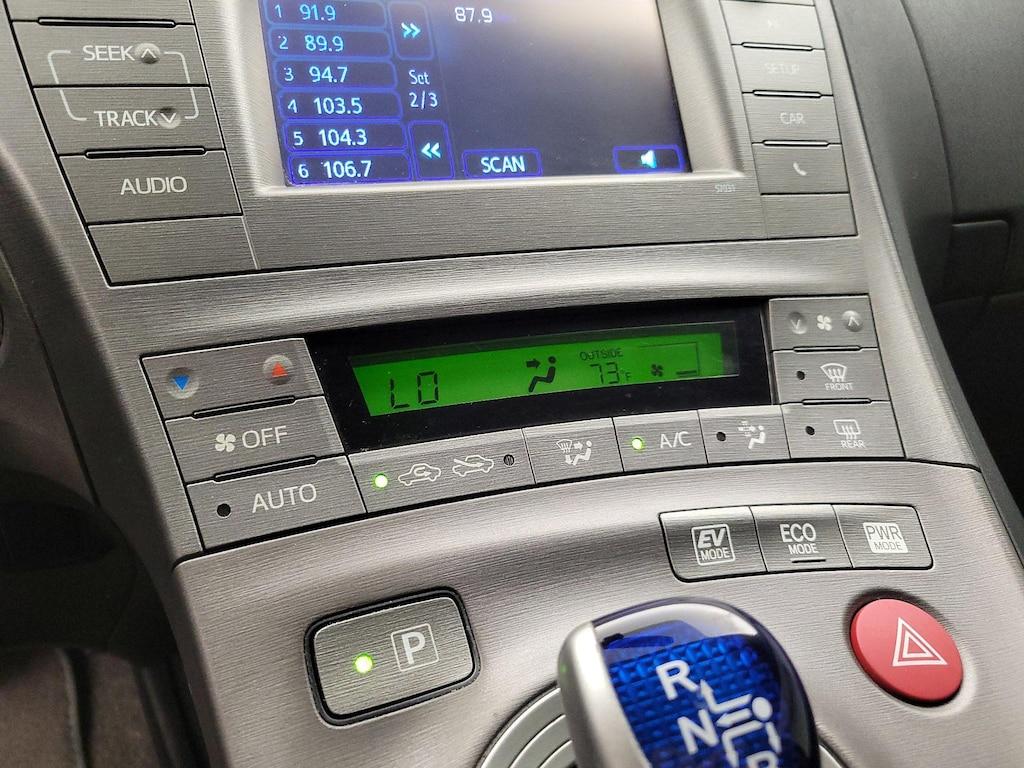 1 91.9
2 89.9
3 94.7
4 103.5
5 104.3
6 106.7
>>
Set
2/3
<<
87.9
SCAN
SEEK
TRACK
AUDIO
SETUP
CAR
LO
OUTSIDE
73°F
OFF
AUTO
A/C
FRONT
REAR
EV
MODE
ECO
MODE
PWR
MODE
P
R
N